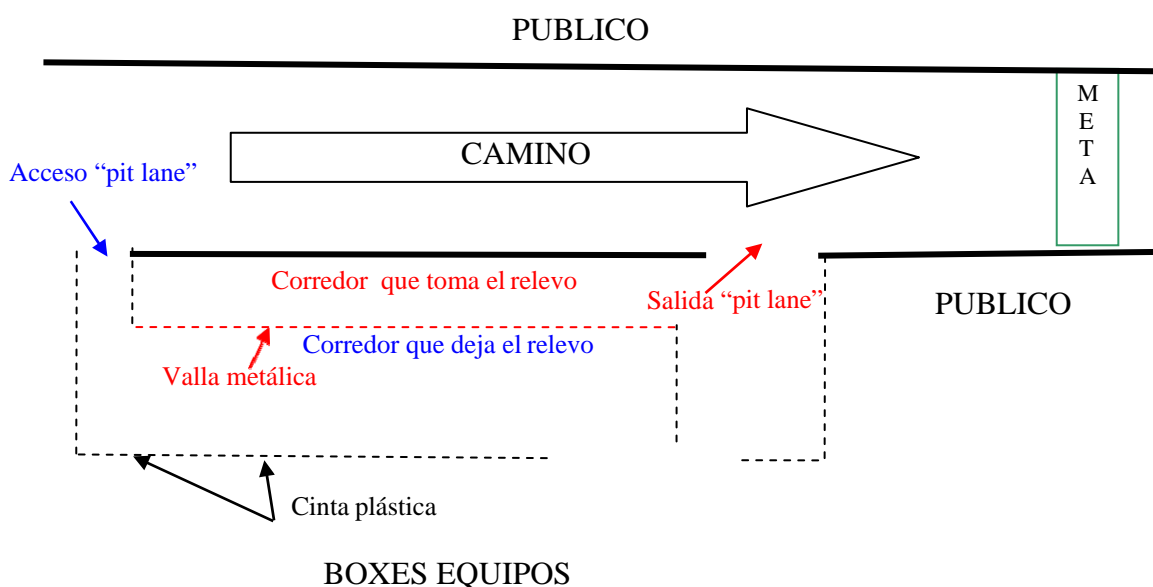 PUBLICO
M
E
T
A
CAMINO
Acceso “pit lane”
Corredor que toma el relevo
Salida “pit lane”
PUBLICO
Corredor que deja el relevo
Valla metálica
Cinta plástica
BOXES EQUIPOS